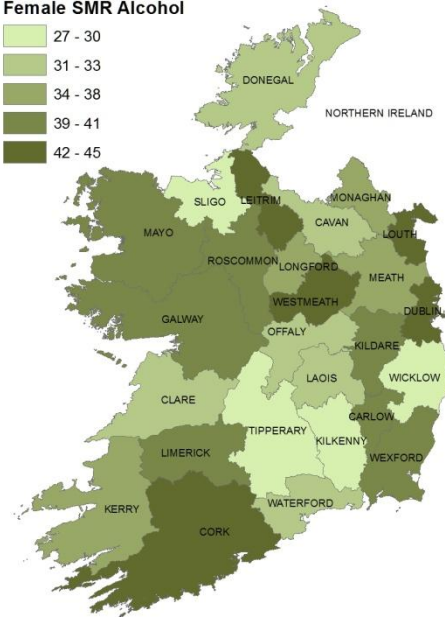 Female SMR Alcohol
27 - 30
31 - 33
34 - 38
39 - 41
42 - 45
DONEGAL
NORTHERN IRELAND
MONAGHAN
SLIGO
LEITRIM
CAVAN
LOUTH
MAYO
ROSCOMMON
LONGFORD
MEATH
WESTMEATH
DUBLIN
GALWAY
OFFALY
KILDARE
LAOIS
WICKLOW
CLARE
CARLOW
TIPPERARY
KILKENNY
LIMERICK
WEXFORD
WATERFORD
KERRY
CORK